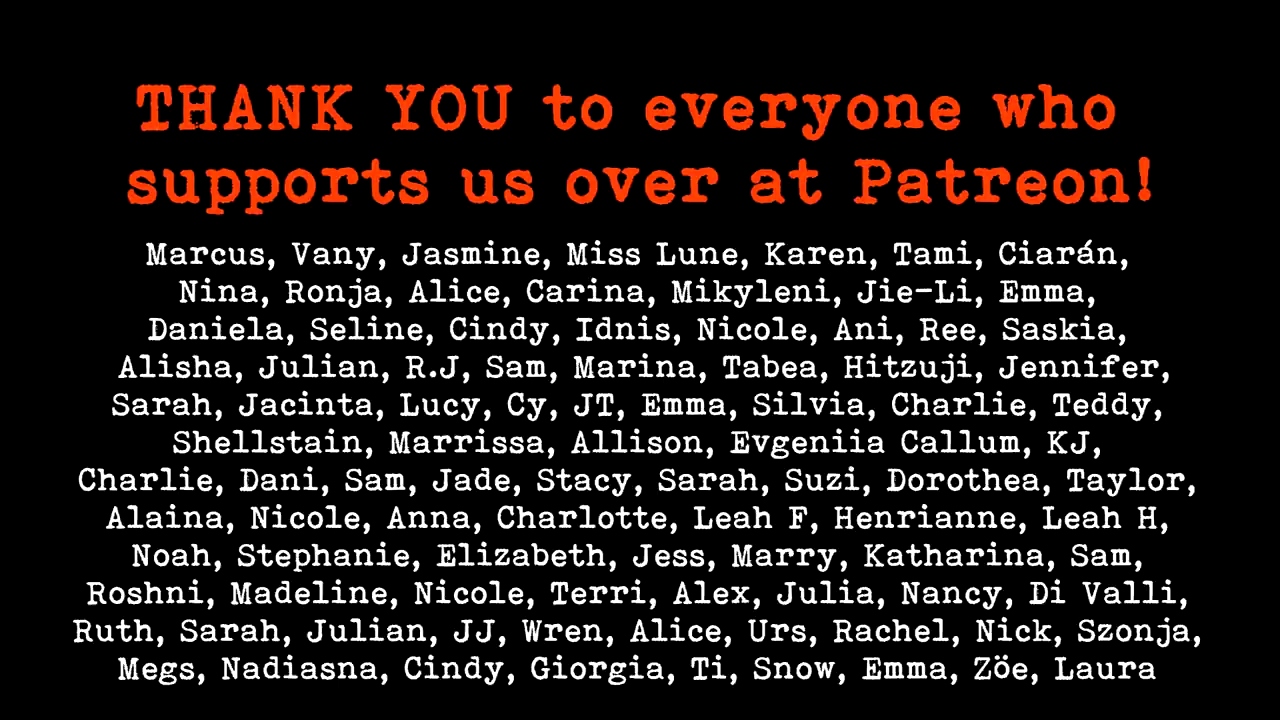 THANK YOU to everyone who
supports us over at Patreon!
Marcus, Vany, Jasmine, Miss Lune, Karen, Tami, Ciarán,
Nina, Ronja, Alice, Carina, Mikyleni, Jie-Li, Emma,
Daniela, Seline, Cindy, Idnis, Nicole, Ani, Ree, Saskia,
Alisha, Julian, R.J, Sam, Marina, Tabea, Hitzuji, Jennifer,
Sarah, Jacinta, Lucy, Cy, JT, Emma, Silvia, Charlie, Teddy,
Shellstain, Marrissa, Allison, Evgeniia Callum, KJ,
Charlie, Dani, Sam, Jade, Stacy, Sarah, Suzi, Dorothea, Taylor,
Alaina, Nicole, Anna, Charlotte, Leah F, Henrianne, Leah H,
Noah, Stephanie, Elizabeth, Jess, Marry, Katharina, Sam,
Roshni, Madeline, Nicole, Terri, Alex, Julia, Nancy, Di Valli,
Ruth, Sarah, Julian, JJ, Wren, Alice, Urs, Rachel, Nick, Szonja,
Megs, Nadiasna, Cindy, Giorgia, Ti, Snow, Emma, Zöe, Laura